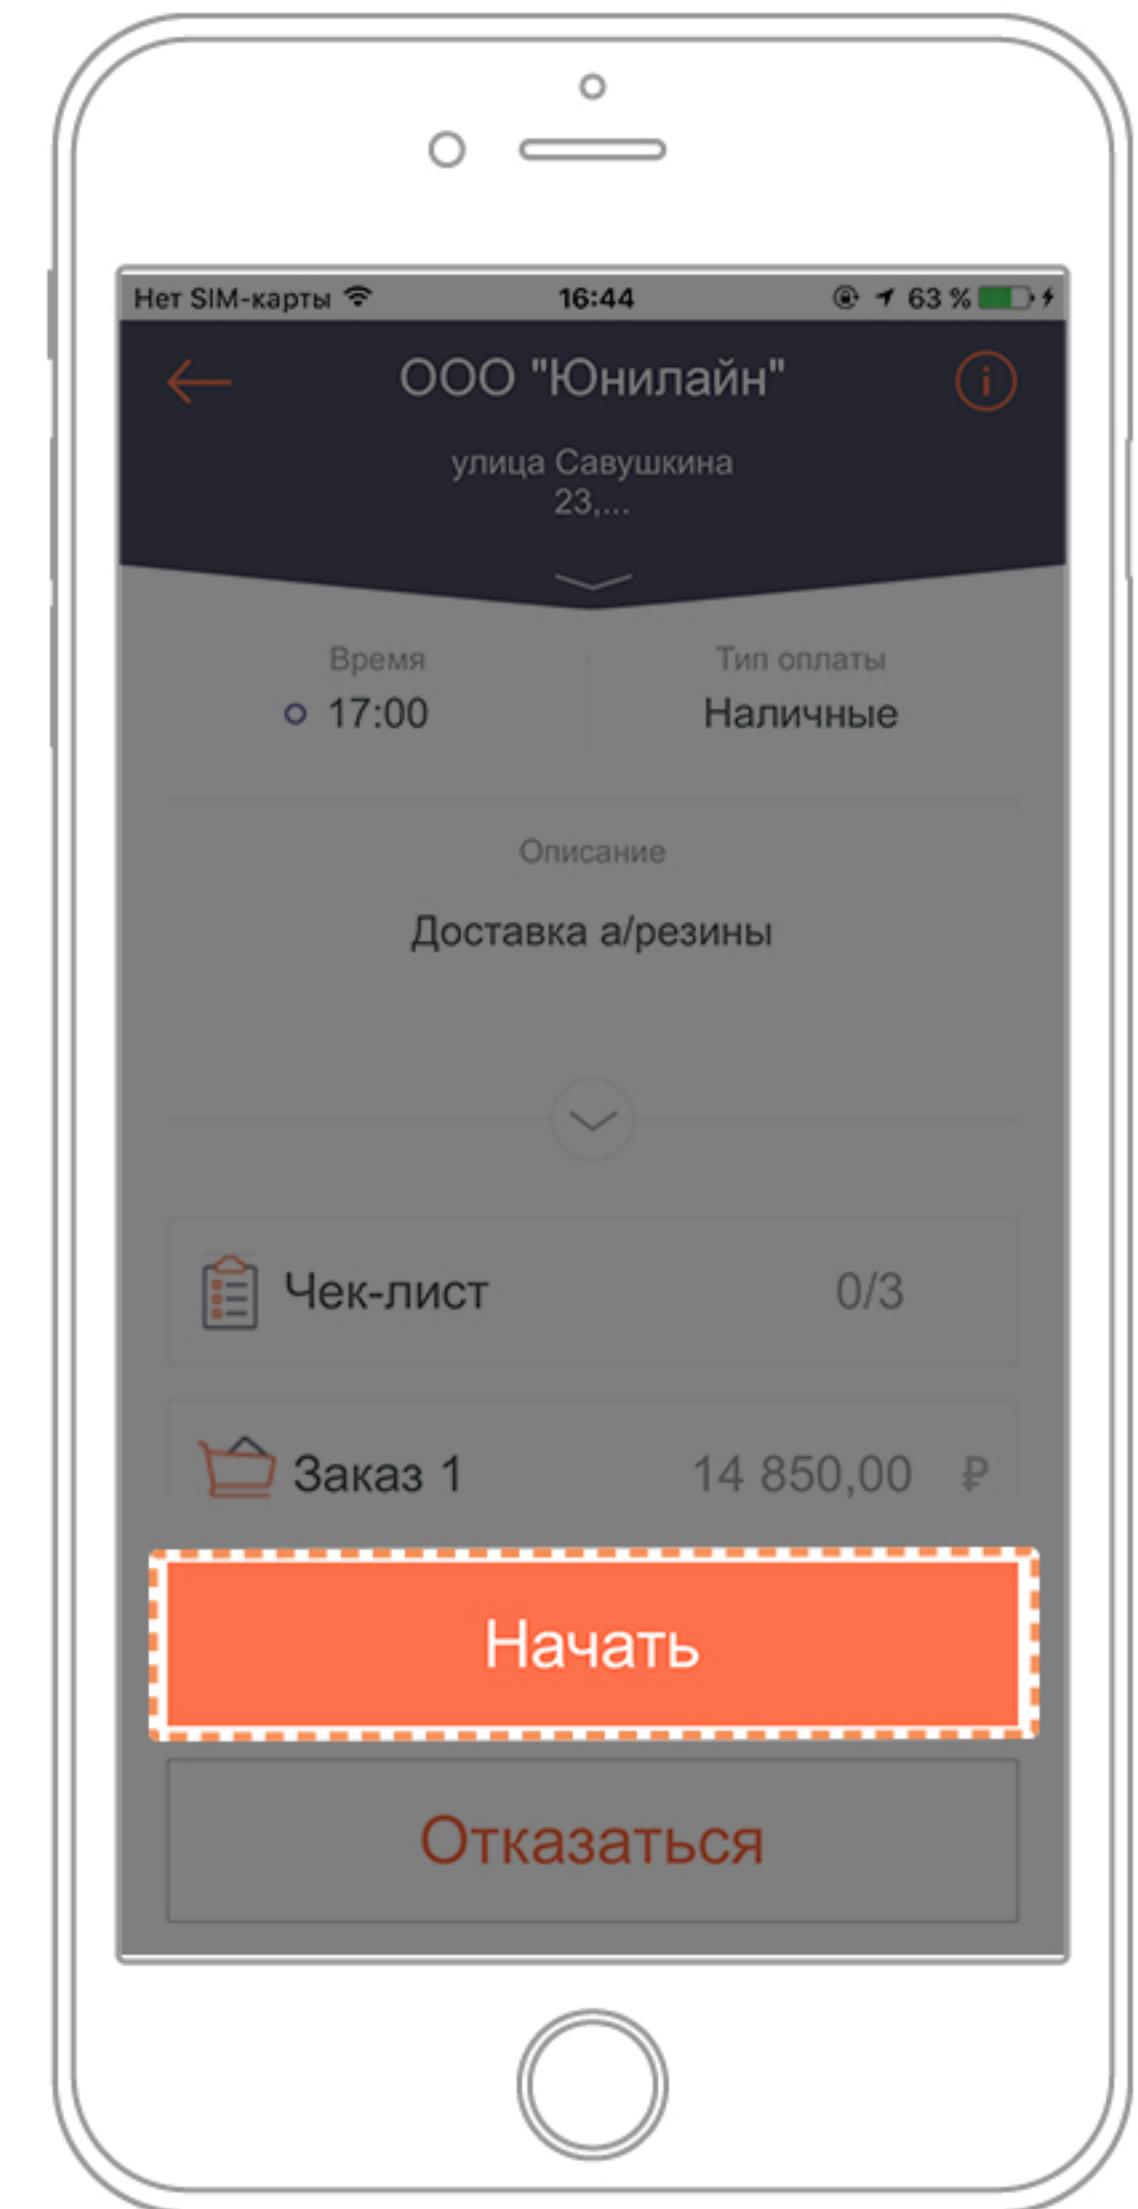 Нет SIM-карты 16:44 63 %
ООО "Юнилайн"
улица Савушкина
23,...
Время Тип оплаты
17:00 Наличные
Описание
Доставка а/резины
Чек-лист 0/3
Заказ 1 14 850,00 ₽
Начать
Отказаться